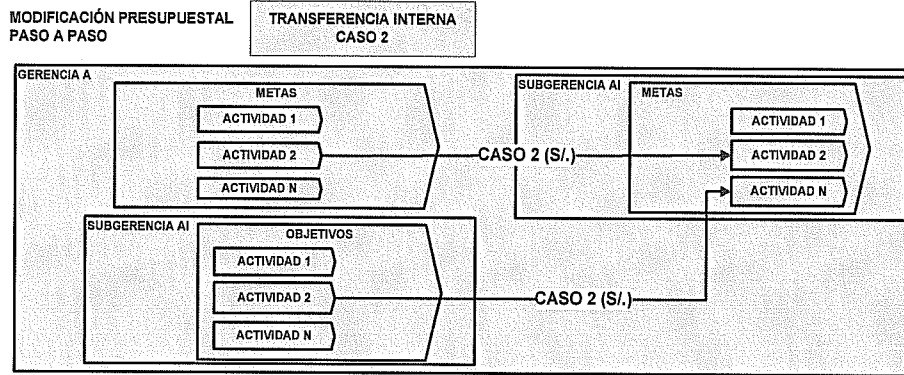 MODIFICACIÓN PRESUPUESTAL
PASO A PASO
TRANSFERENCIA INTERNA
CASO 2
GERENCIA A
METAS
ACTIVIDAD 1
ACTIVIDAD 2
ACTIVIDAD N
CASO 2 (S/.)
SUBGERENCIA AI
METAS
ACTIVIDAD 1
ACTIVIDAD 2
ACTIVIDAD N
SUBGERENCIA AI
OBJETIVOS
ACTIVIDAD 1
ACTIVIDAD 2
ACTIVIDAD N
CASO 2 (S/.)